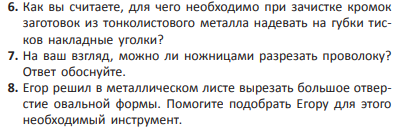 6. Как вы считаете, для чего необходимо при зачистке кромок
заготовок из тонколистового металла надевать на губки тис-
ков накладные уголки?
7. На ваш взгляд, можно ли ножницами разрезать проволоку?
Ответ обоснуйте.
8. Егор решил в металлическом листе вырезать большое отвер-
стие овальной формы. Помогите подобрать Егору для этого
необходимый инструмент.